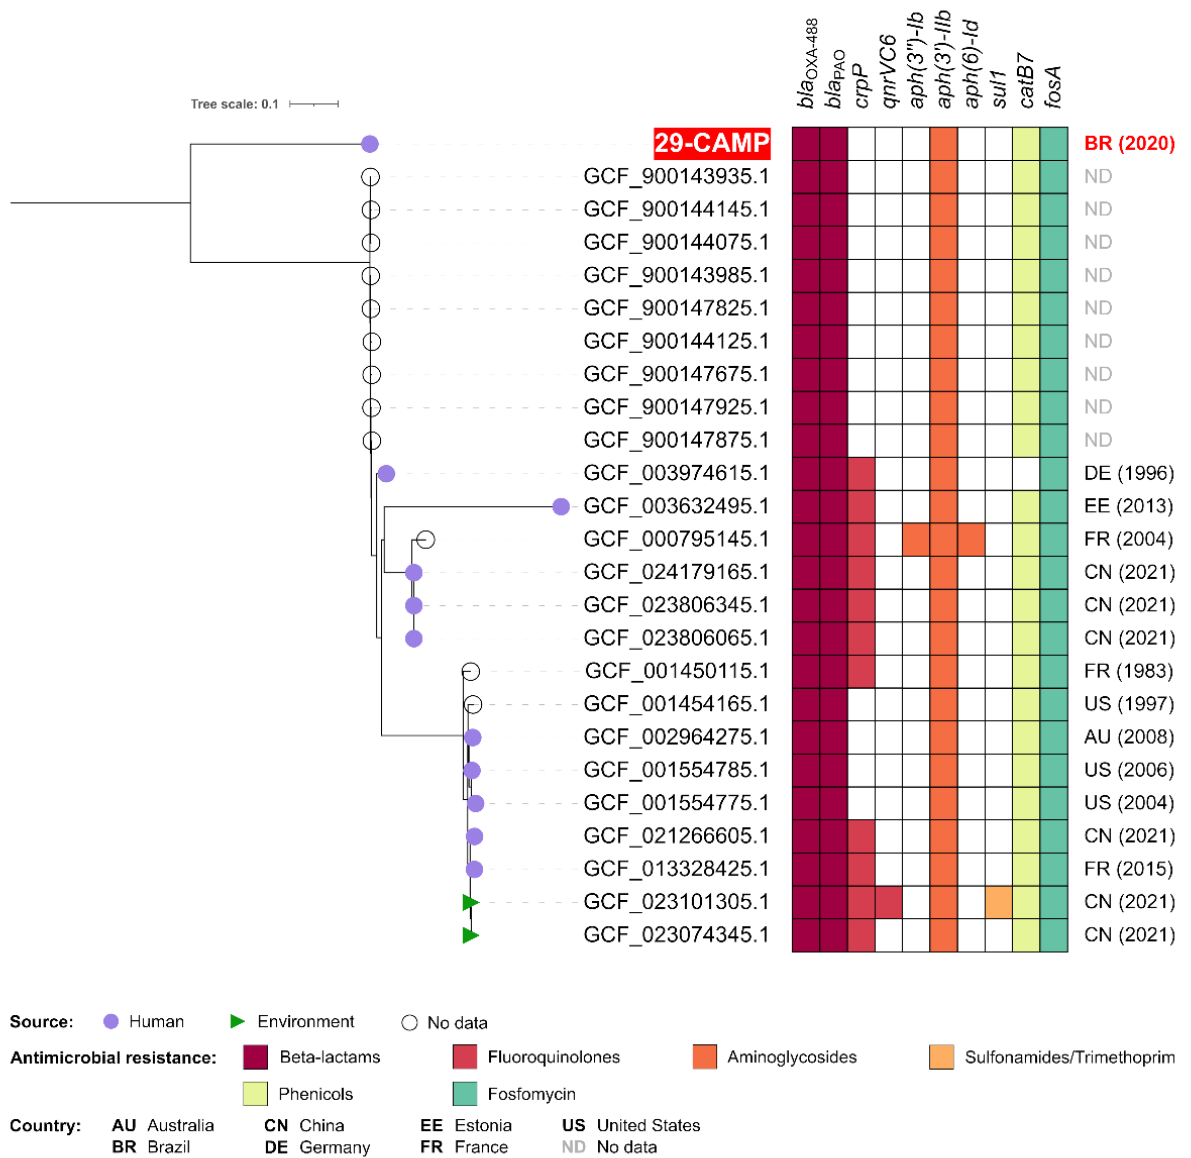 blaOXA-488 blaPAO crpP qnrVC6 aph(3")-Ib aph(3')-IIb aph(6)-Id sul1 catB7 fosA
Tree scale: 0.1
29-CAMP BR (2020)
GCF_900143935.1 ND
GCF_900144145.1 ND
GCF_900144075.1 ND
GCF_900143985.1 ND
GCF_900147825.1 ND
GCF_900144125.1 ND
GCF_900147675.1 ND
GCF_900147925.1 ND
GCF_900147875.1 ND
GCF_003974615.1 DE (1996)
GCF_003632495.1 EE (2013)
GCF_000795145.1 FR (2004)
GCF_024179165.1 CN (2021)
GCF_023806345.1 CN (2021)
GCF_023806065.1 CN (2021)
GCF_001450115.1 FR (1983)
GCF_001454165.1 US (1997)
GCF_002964275.1 AU (2008)
GCF_001554785.1 US (2006)
GCF_001554775.1 US (2004)
GCF_021266605.1 CN (2021)
GCF_013328425.1 FR (2015)
GCF_023101305.1 CN (2021)
GCF_023074345.1 CN (2021)
Source: Human Environment No data
Antimicrobial resistance: Beta-lactams Fluoroquinolones Aminoglycosides Sulfonamides/Trimethoprim
Phenicols Fosfomycin
Country: AU Australia CN China EE Estonia US United States
BR Brazil DE Germany FR France ND No data